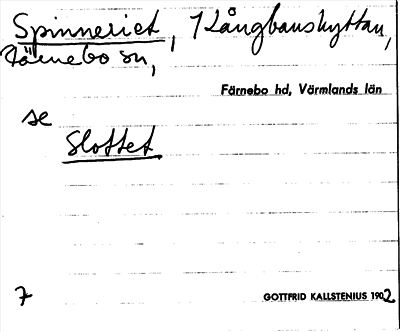 Spinneriet, 1 Långbanshyttan,
Färnebo sn,
Färnebo hd, Värmlands län
se
Slottet
7
GOTTFRID KALLSTENIUS 1902